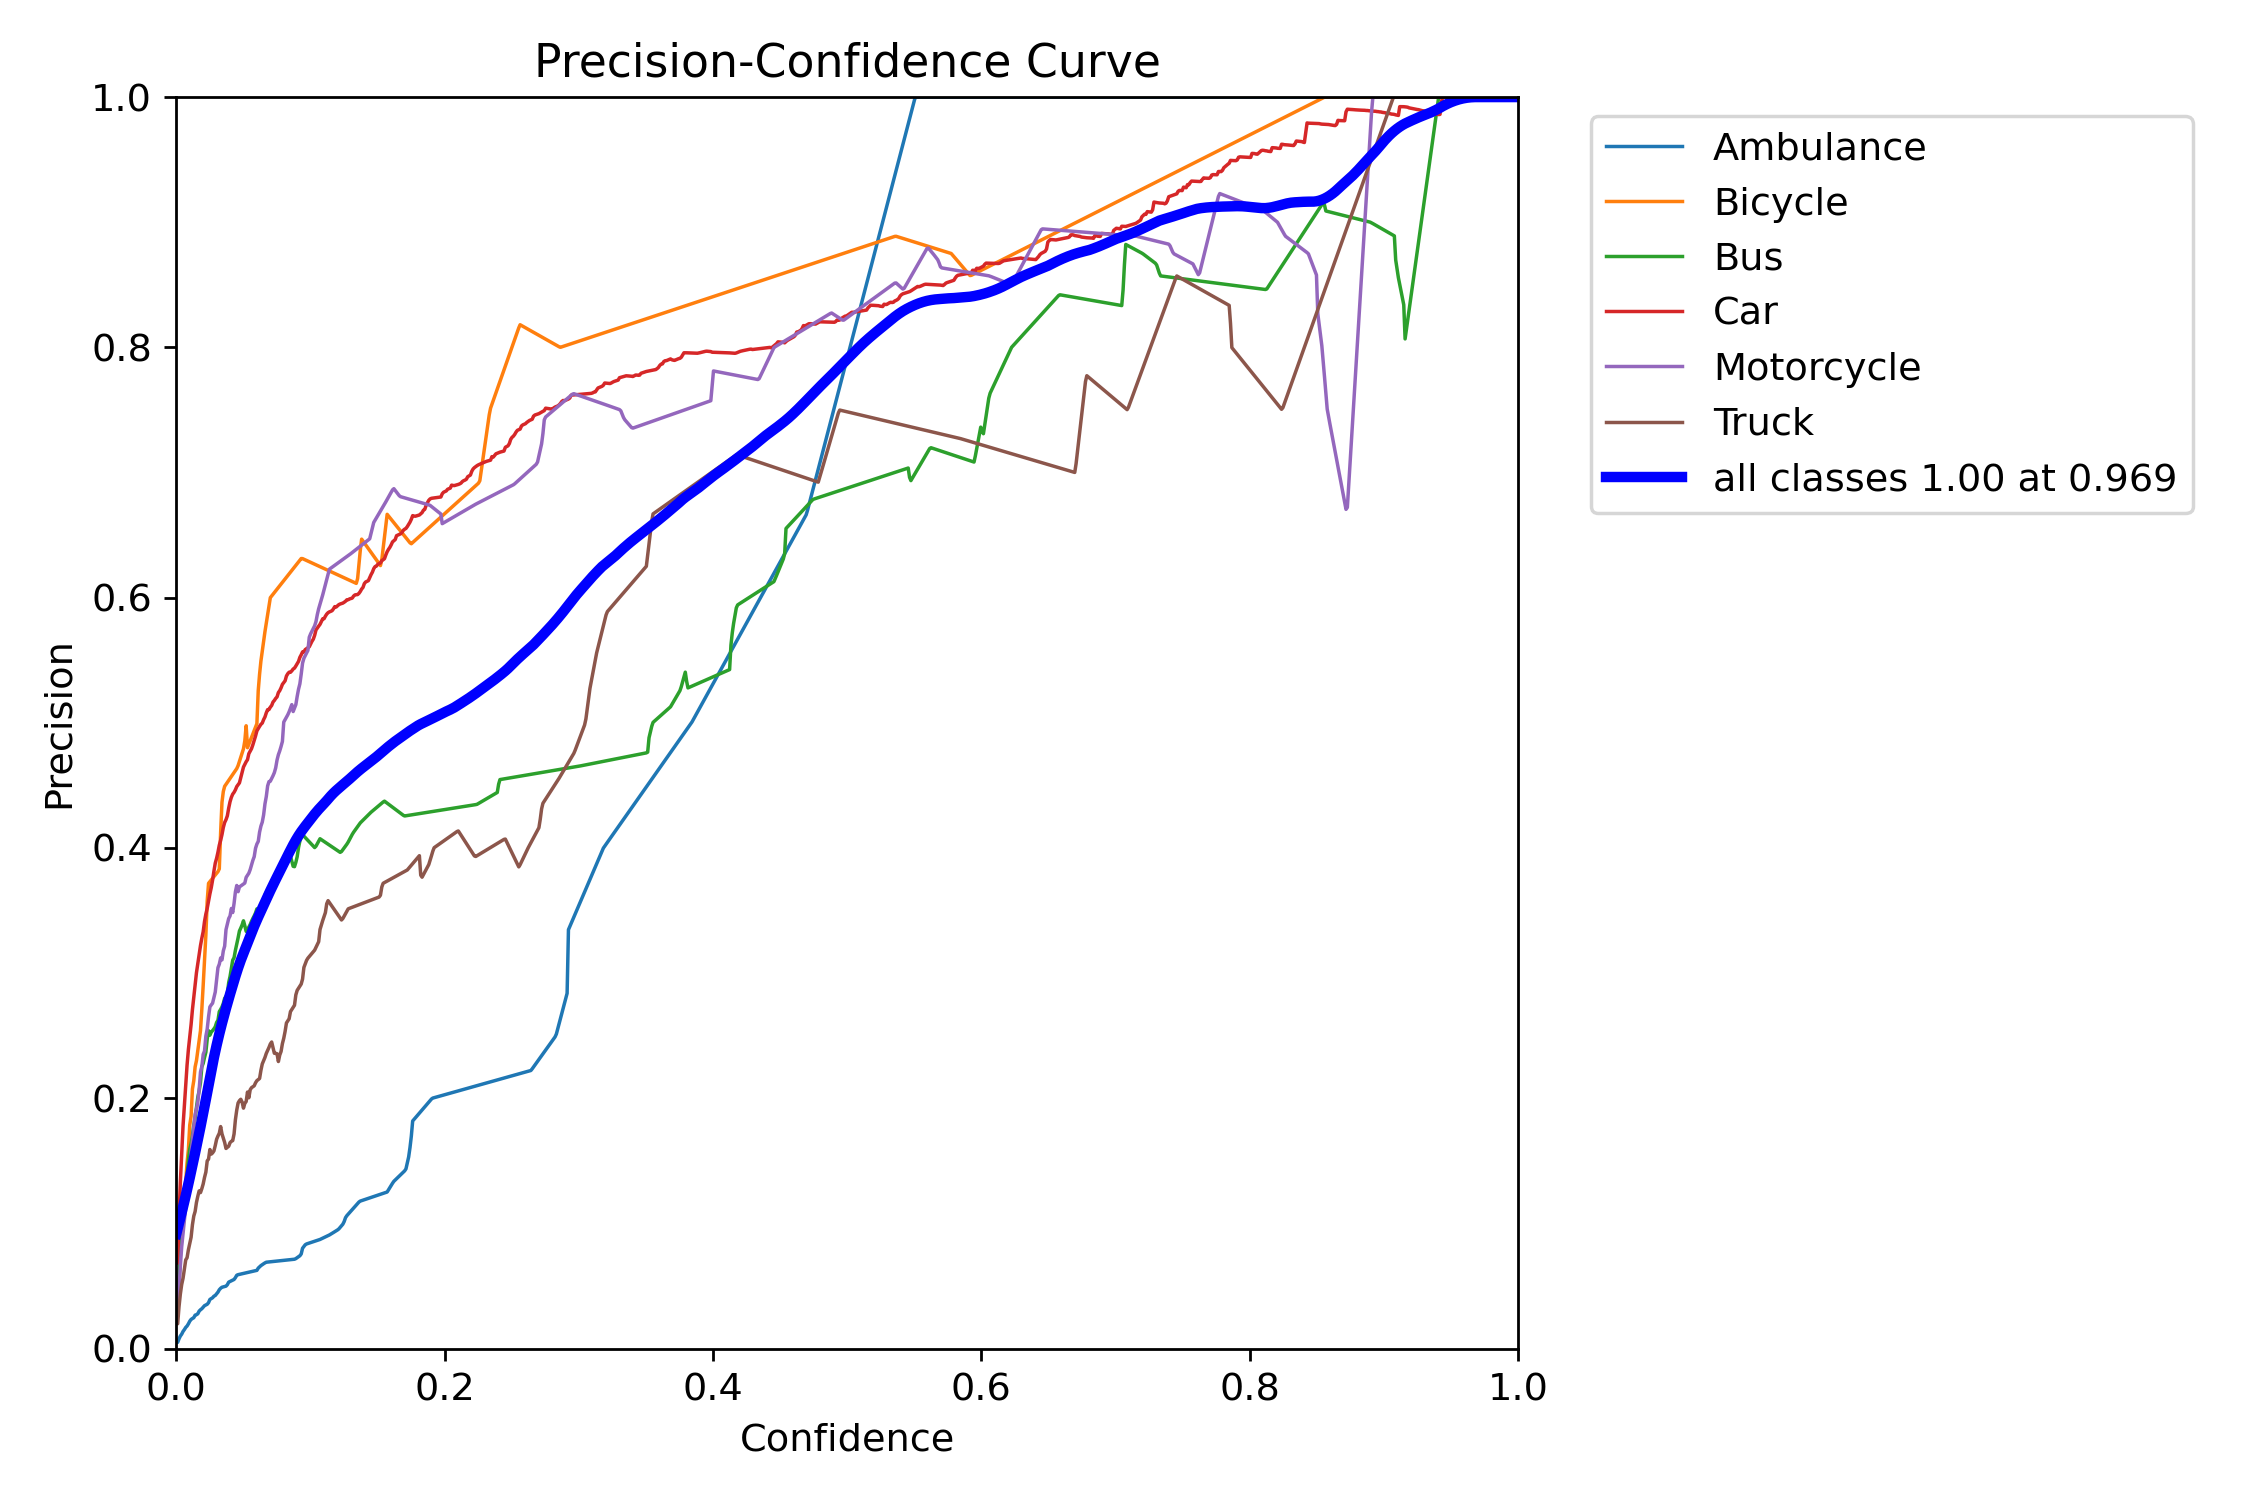 Precision-Confidence Curve
1.0
0.8
0.6
0.4
0.2
0.0
Precision
0.0 0.2 0.4 0.6 0.8 1.0
Confidence
Ambulance
Bicycle
Bus
Car
Motorcycle
Truck
all classes 1.00 at 0.969